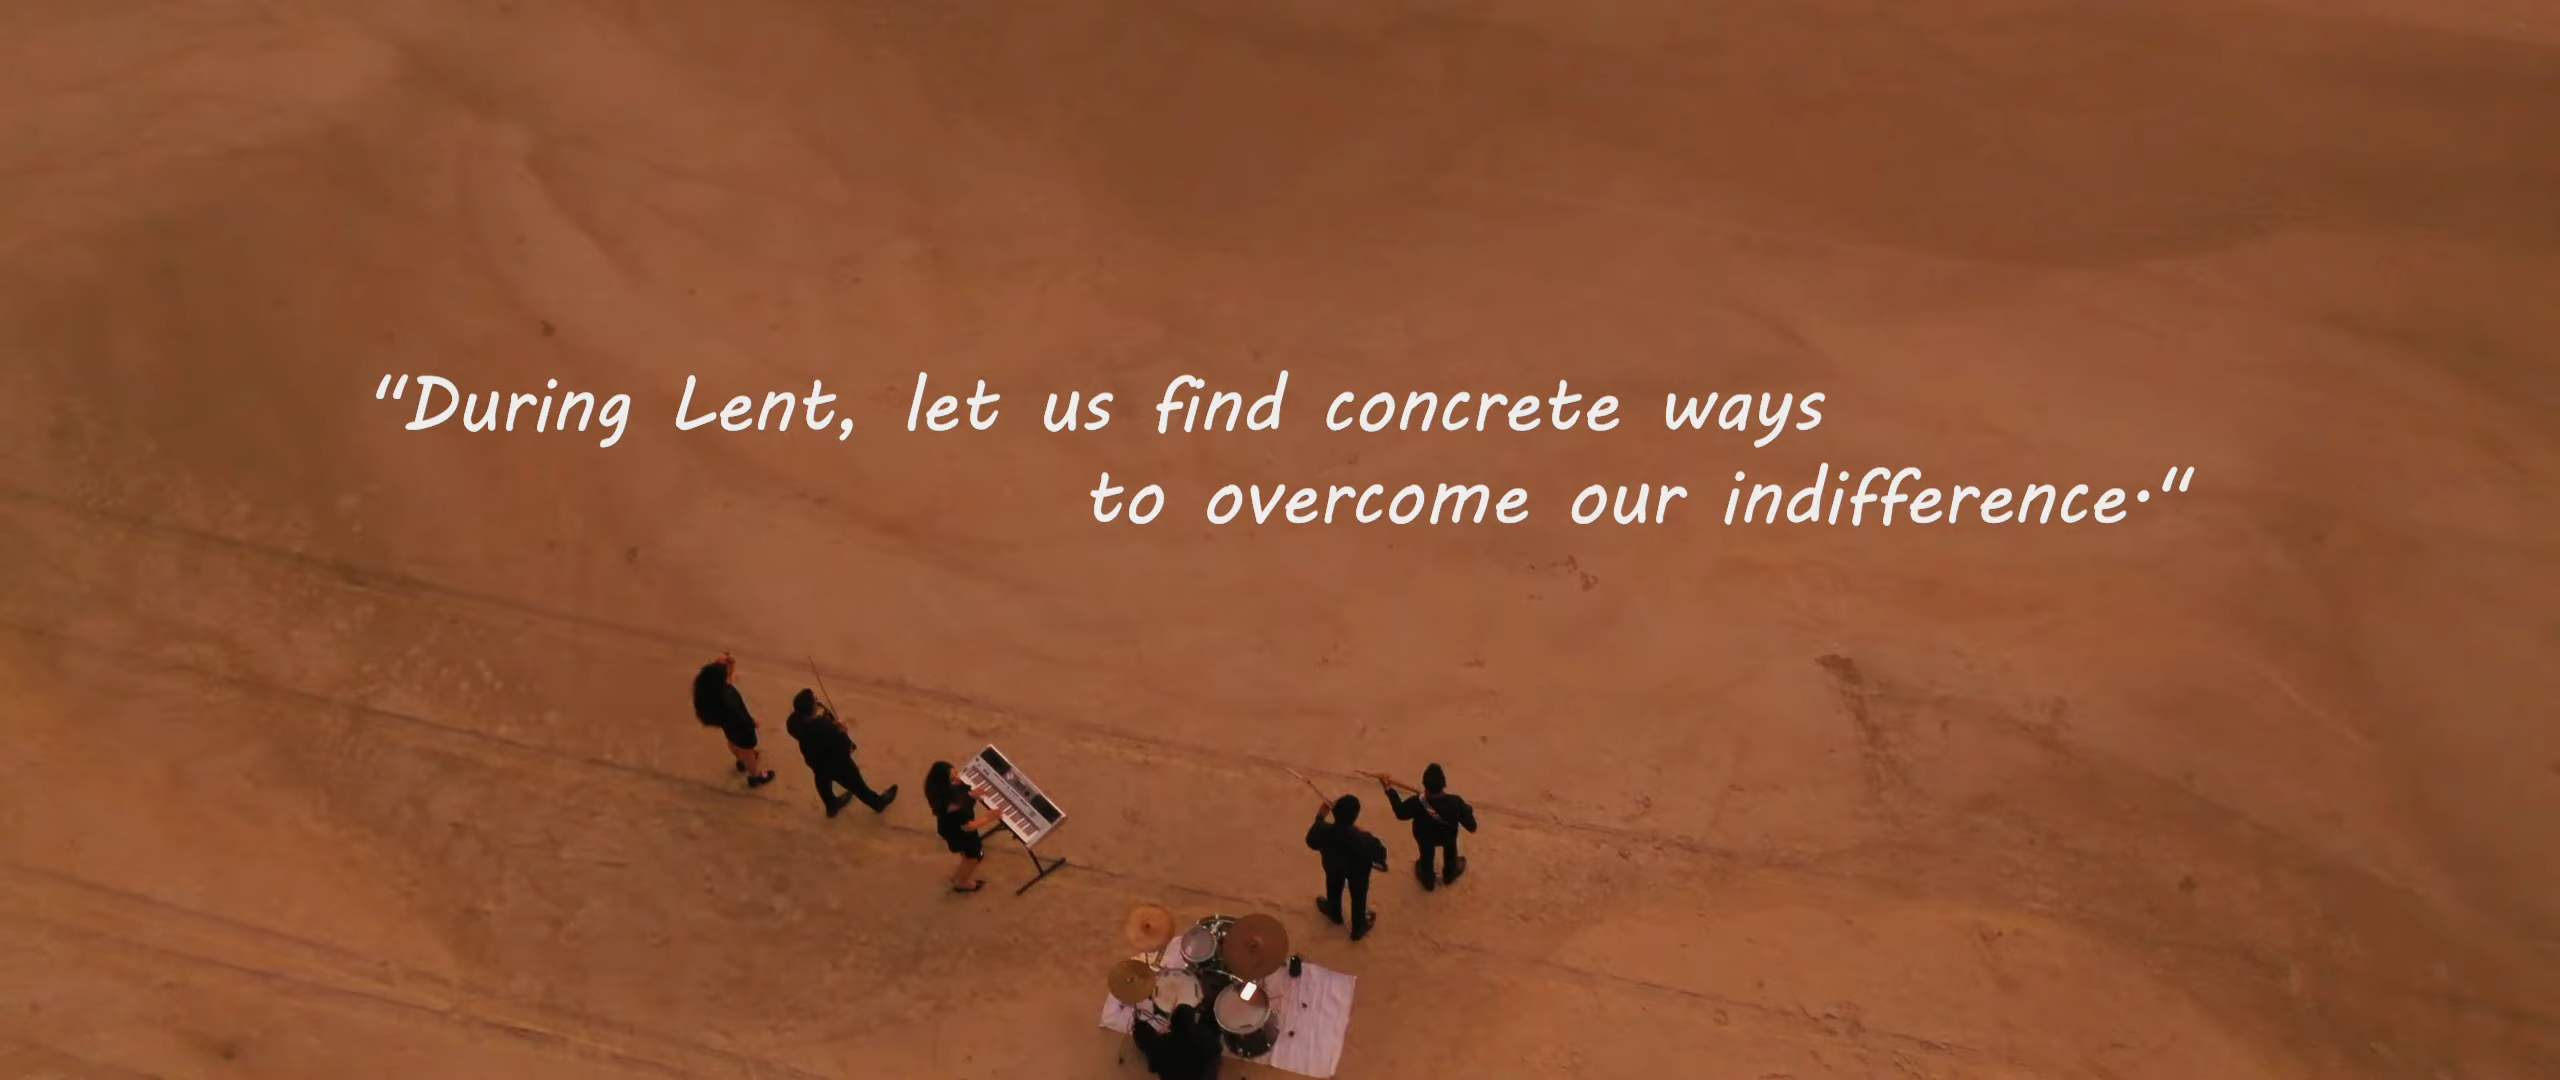 “During Lent, let us find concrete ways
to overcome our indifference.“